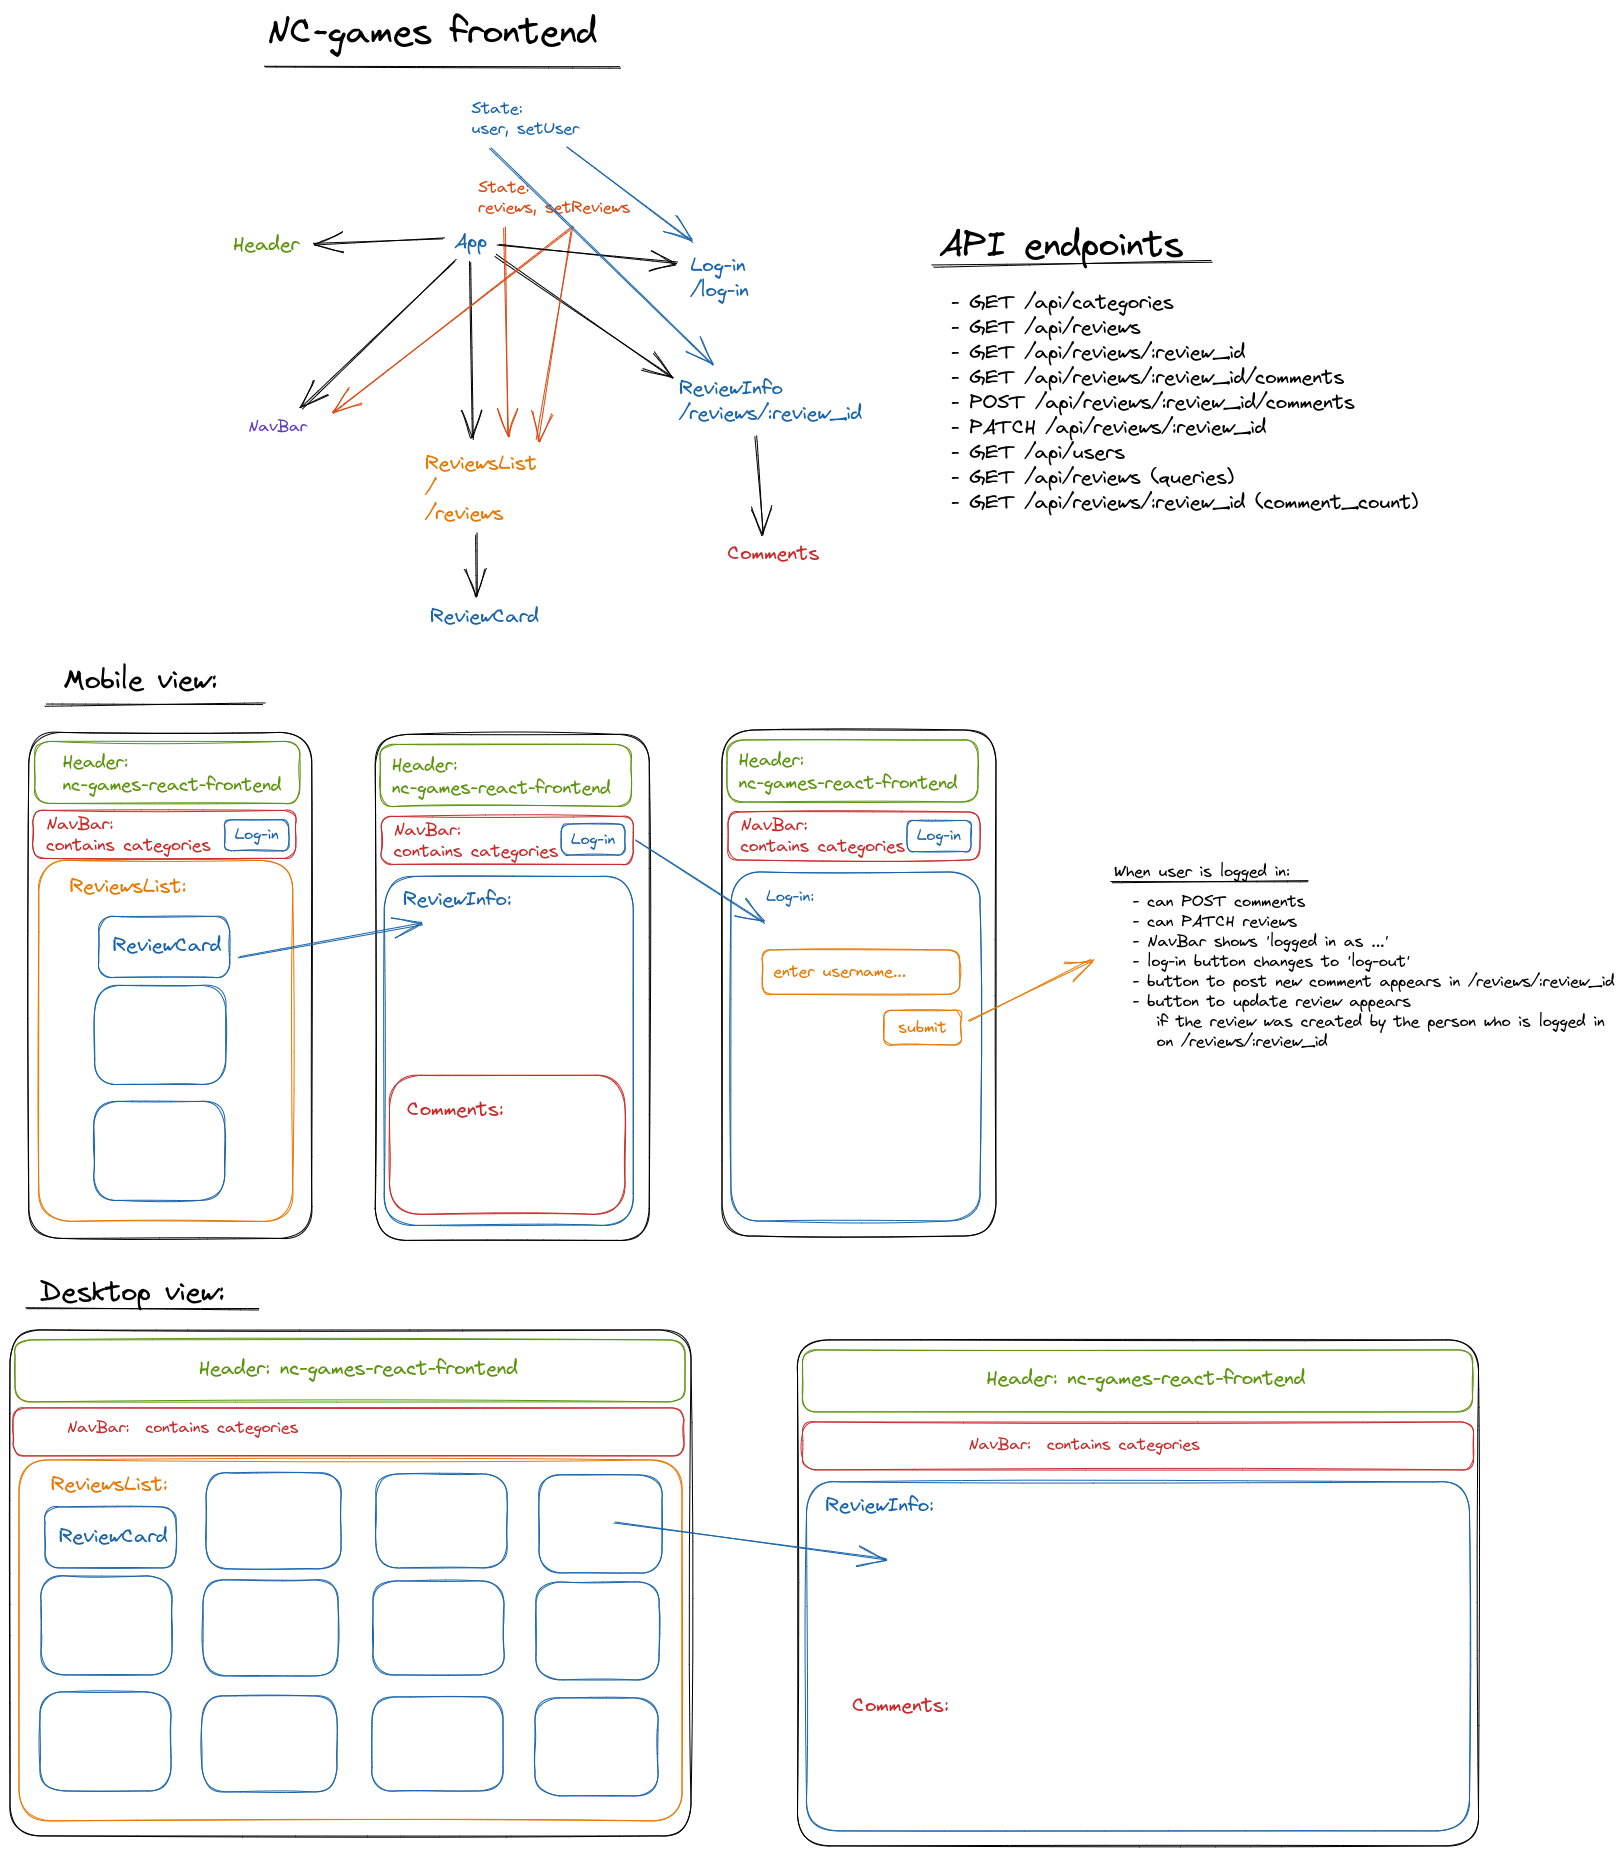 NC-games frontend
State:
user, setUser
State:
reviews, setReviews
Header
App
Log-in
/log-in
NavBar
ReviewInfo
/reviews/:review_id
ReviewsList
/
/reviews
Comments
ReviewCard
API endpoints
- GET /api/categories
- GET /api/reviews
- GET /api/reviews/:review_id
- GET /api/reviews/:review_id/comments
- POST /api/reviews/:review_id/comments
- PATCH /api/reviews/:review_id
- GET /api/users
- GET /api/reviews (queries)
- GET /api/reviews/:review_id (comment_count)
Mobile view:
Header:
nc-games-react-frontend
NavBar:
contains categories
Log-in
ReviewsList:
ReviewCard
Header:
nc-games-react-frontend
NavBar:
contains categories
Log-in
ReviewInfo:
Comments:
Header:
nc-games-react-frontend
NavBar:
contains categories
Log-in
Log-in:
enter username...
submit
When user is logged in:
- can POST comments
- can PATCH reviews
- NavBar shows 'logged in as ...'
- log-in button changes to 'log-out'
- button to post new comment appears in /reviews/:review_id
- button to update review appears
if the review was created by the person who is logged in
on /reviews/:review_id
Desktop view:
Header: nc-games-react-frontend
NavBar: contains categories
ReviewsList:
ReviewCard
Header: nc-games-react-frontend
NavBar: contains categories
ReviewInfo:
Comments: